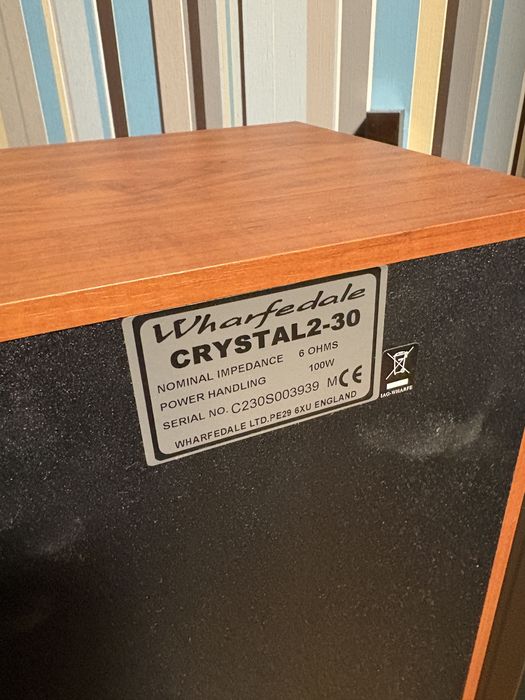 Wharfedale
CRYSTAL2-30
NOMINAL IMPEDANCE 6 OHMS
POWER HANDLING 100W
SERIAL NO. C230S003939 M CE
WHARFEDALE LTD.PE29 6XU ENGLAND
IAG-WHARFE